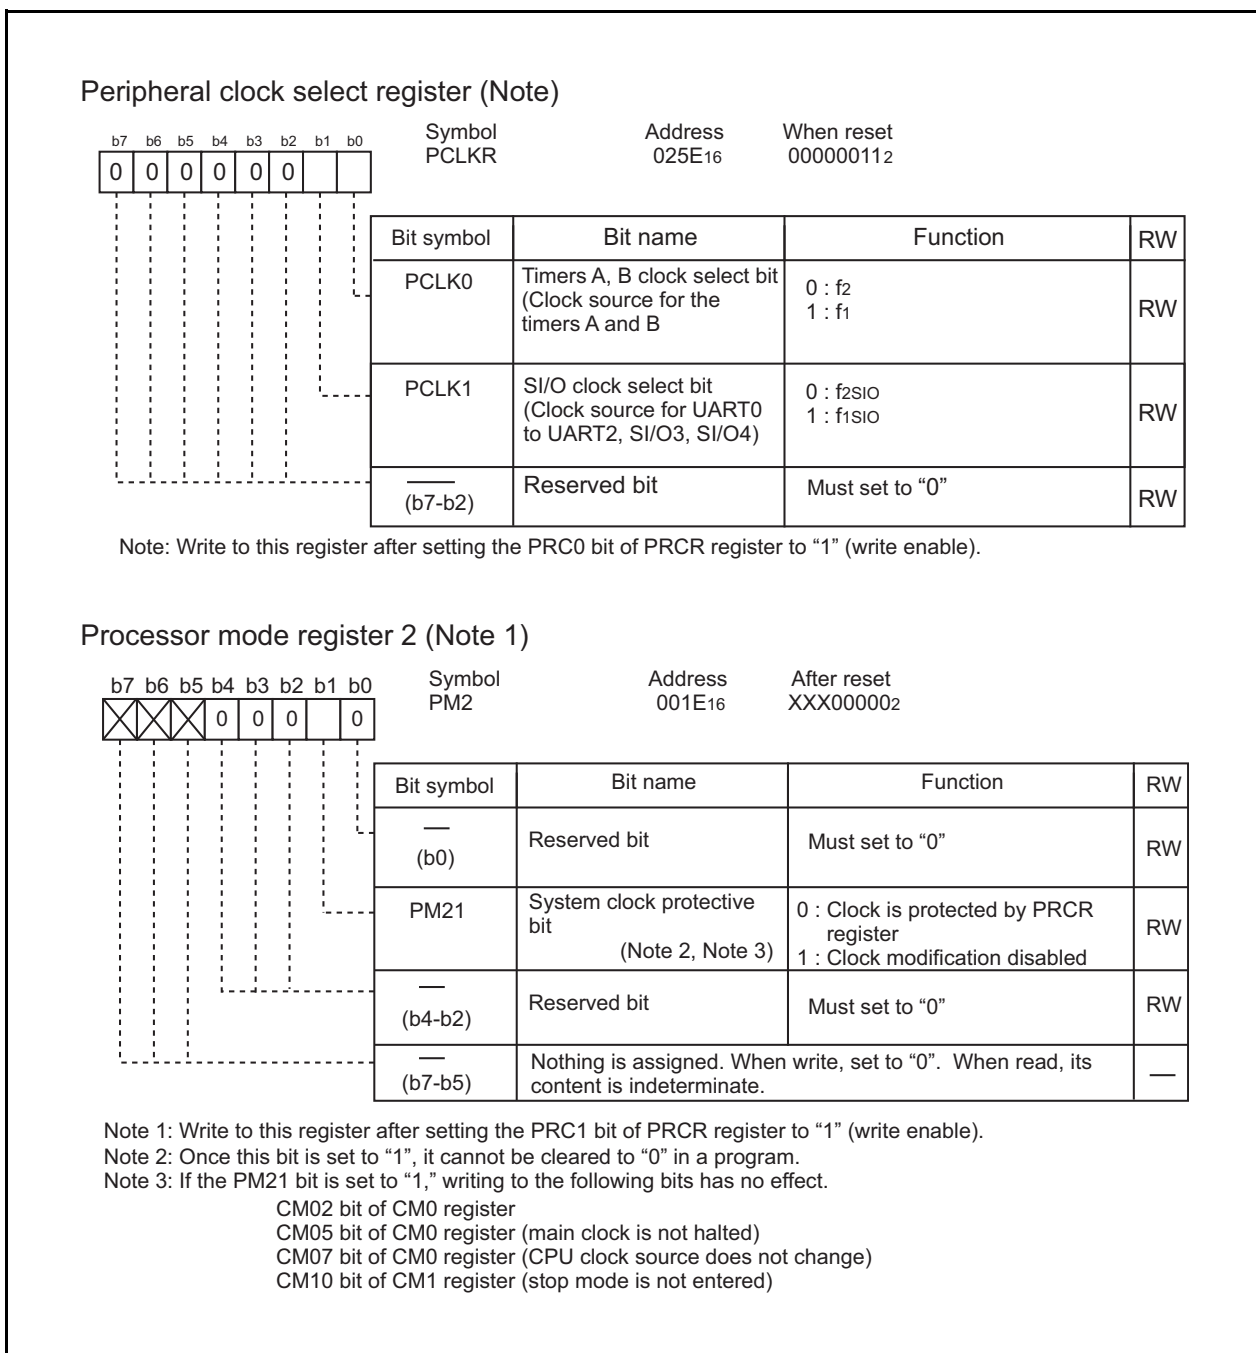 Peripheral clock select register (Note)
b7 b6 b5 b4 b3 b2 b1 b0
0 0 0 0 0 0
Symbol Address When reset
PCLKR 025E16 000000112
Bit symbol Bit name Function RW
PCLK0 Timers A, B clock select bit
(Clock source for the
timers A and B
0 : f2
1 : f1
RW
PCLK1 SI/O clock select bit
(Clock source for UART0
to UART2, SI/O3, SI/O4)
0 : f2SIO
1 : f1SIO
RW
(b7-b2) Reserved bit Must set to “0” RW
Note: Write to this register after setting the PRC0 bit of PRCR register to “1” (write enable).
Processor mode register 2 (Note 1)
b7 b6 b5 b4 b3 b2 b1 b0
0 0 0 0
Symbol Address After reset
PM2 001E16 XXX000002
Bit symbol Bit name Function RW
—
(b0) Reserved bit Must set to “0” RW
PM21 System clock protective
bit
(Note 2, Note 3)
0 : Clock is protected by PRCR
register
1 : Clock modification disabled
RW
—
(b4-b2) Reserved bit Must set to “0” RW
—
(b7-b5) Nothing is assigned. When write, set to “0”. When read, its
content is indeterminate.
—
Note 1: Write to this register after setting the PRC1 bit of PRCR register to “1” (write enable).
Note 2: Once this bit is set to “1”, it cannot be cleared to “0” in a program.
Note 3: If the PM21 bit is set to “1,” writing to the following bits has no effect.
CM02 bit of CM0 register
CM05 bit of CM0 register (main clock is not halted)
CM07 bit of CM0 register (CPU clock source does not change)
CM10 bit of CM1 register (stop mode is not entered)